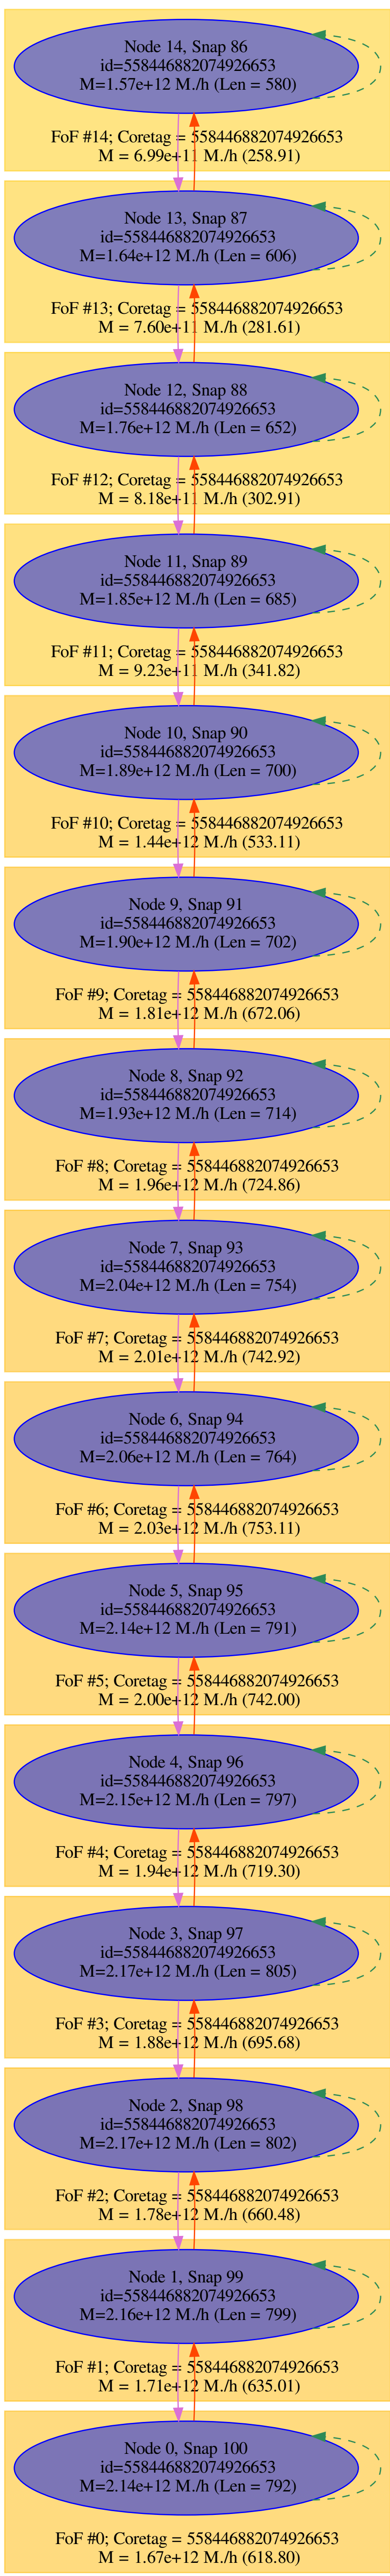 Node 14, Snap 86
id=558446882074926653
M=1.57e+12 M./h (Len = 580)
FoF #14; Coretag = 558446882074926653
M = 6.99e+11 M./h (258.91)
Node 13, Snap 87
id=558446882074926653
M=1.64e+12 M./h (Len = 606)
FoF #13; Coretag = 558446882074926653
M = 7.60e+11 M./h (281.61)
Node 12, Snap 88
id=558446882074926653
M=1.76e+12 M./h (Len = 652)
FoF #12; Coretag = 558446882074926653
M = 8.18e+11 M./h (302.91)
Node 11, Snap 89
id=558446882074926653
M=1.85e+12 M./h (Len = 685)
FoF #11; Coretag = 558446882074926653
M = 9.23e+11 M./h (341.82)
Node 10, Snap 90
id=558446882074926653
M=1.89e+12 M./h (Len = 700)
FoF #10; Coretag = 558446882074926653
M = 1.44e+12 M./h (533.11)
Node 9, Snap 91
id=558446882074926653
M=1.90e+12 M./h (Len = 702)
FoF #9; Coretag = 558446882074926653
M = 1.81e+12 M./h (672.06)
Node 8, Snap 92
id=558446882074926653
M=1.93e+12 M./h (Len = 714)
FoF #8; Coretag = 558446882074926653
M = 1.96e+12 M./h (724.86)
Node 7, Snap 93
id=558446882074926653
M=2.04e+12 M./h (Len = 754)
FoF #7; Coretag = 558446882074926653
M = 2.01e+12 M./h (742.92)
Node 6, Snap 94
id=558446882074926653
M=2.06e+12 M./h (Len = 764)
FoF #6; Coretag = 558446882074926653
M = 2.03e+12 M./h (753.11)
Node 5, Snap 95
id=558446882074926653
M=2.14e+12 M./h (Len = 791)
FoF #5; Coretag = 558446882074926653
M = 2.00e+12 M./h (742.00)
Node 4, Snap 96
id=558446882074926653
M=2.15e+12 M./h (Len = 797)
FoF #4; Coretag = 558446882074926653
M = 1.94e+12 M./h (719.30)
Node 3, Snap 97
id=558446882074926653
M=2.17e+12 M./h (Len = 805)
FoF #3; Coretag = 558446882074926653
M = 1.88e+12 M./h (695.68)
Node 2, Snap 98
id=558446882074926653
M=2.17e+12 M./h (Len = 802)
FoF #2; Coretag = 558446882074926653
M = 1.78e+12 M./h (660.48)
Node 1, Snap 99
id=558446882074926653
M=2.16e+12 M./h (Len = 799)
FoF #1; Coretag = 558446882074926653
M = 1.71e+12 M./h (635.01)
Node 0, Snap 100
id=558446882074926653
M=2.14e+12 M./h (Len = 792)
FoF #0; Coretag = 558446882074926653
M = 1.67e+12 M./h (618.80)